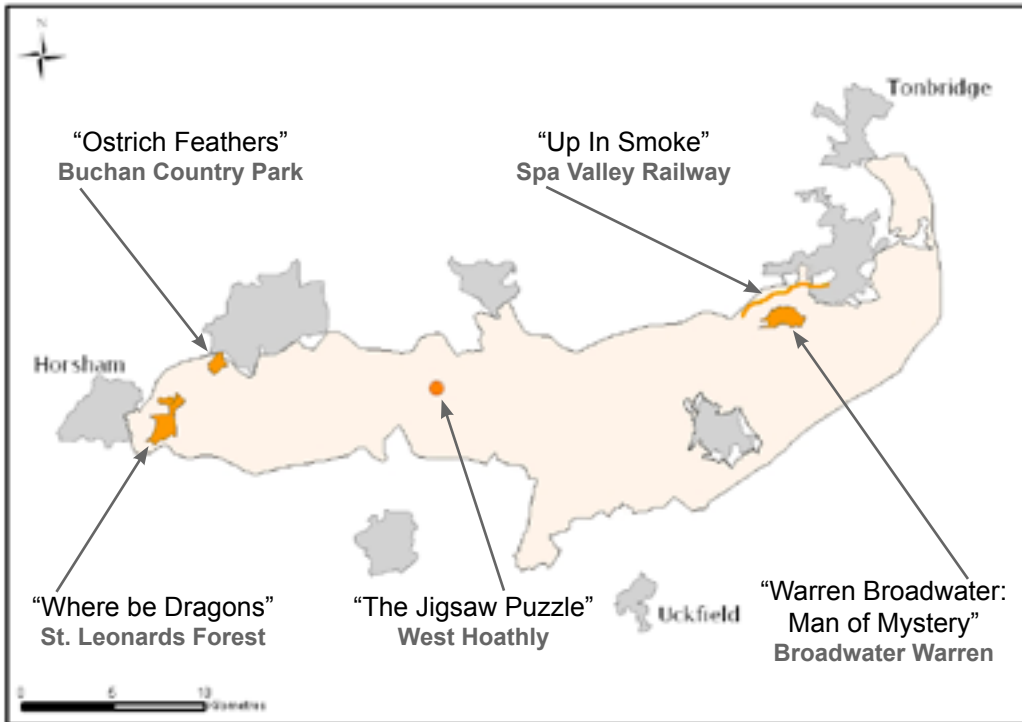 N
Tonbridge
“Ostrich Feathers”
Buchan Country Park
“Up In Smoke”
Spa Valley Railway
Horsham
“Where be Dragons”
St. Leonards Forest
“The Jigsaw Puzzle”
West Hoathly
Uckfield
“Warren Broadwater:
Man of Mystery”
Broadwater Warren
0 5 10
Kilometres